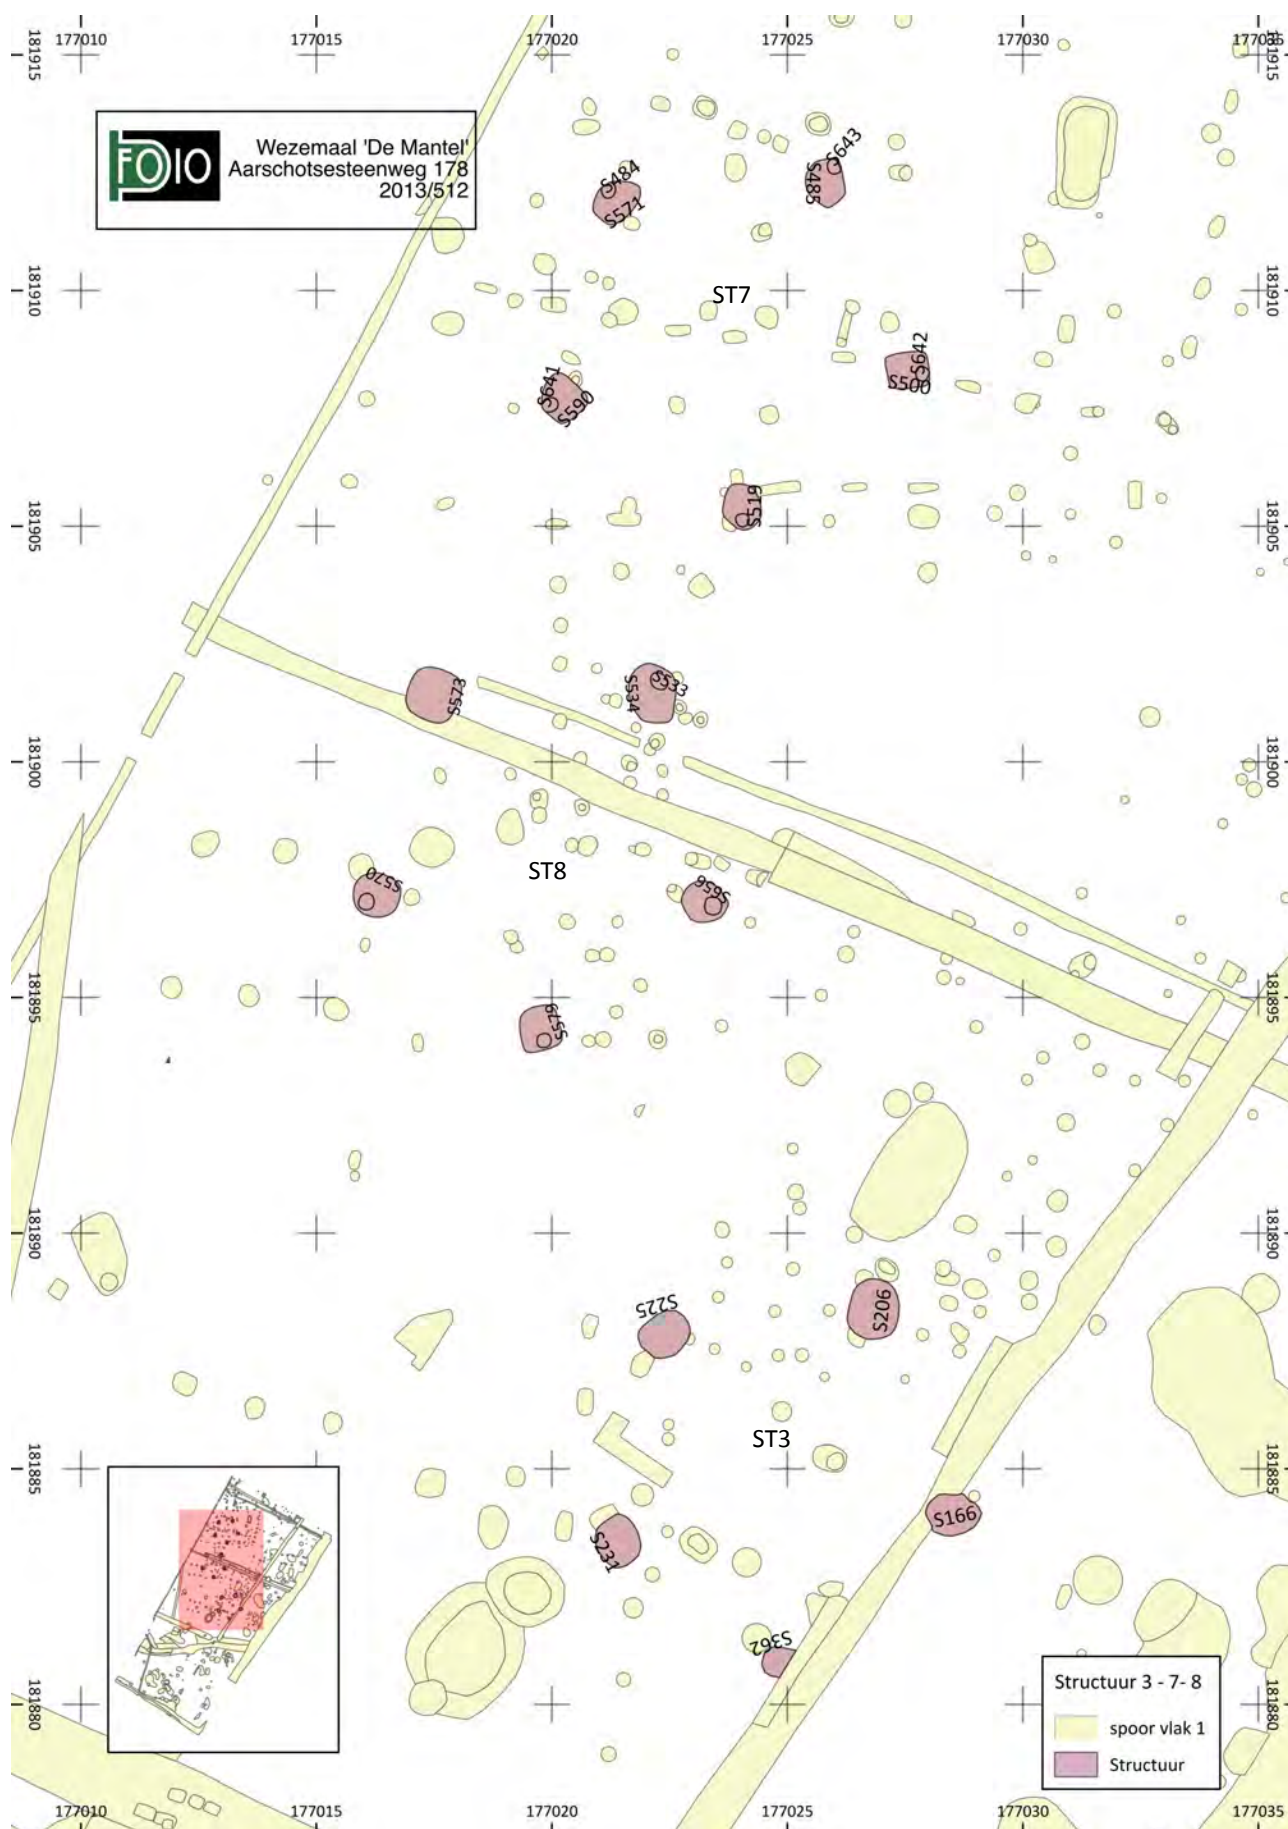 177010 177015 177020 177025 177030 177035
181915 181915
FODIO
Wezemaal 'De Mantel'
Aarschotsesteenweg 178
2013/512
S643
S484
S485
S571
181910 181910
ST7
S642
S500
S641
S590
S519
181905 181905
S573
S533
S534
181900 181900
ST8
S570
S656
181895 181895
S579
181890 181890
S225
S206
ST3
181885 181885
S166
S231
S362
Structuur 3 - 7- 8
spoor vlak 1
Structuur
181880 181880
177010 177015 177020 177025 177030 177035